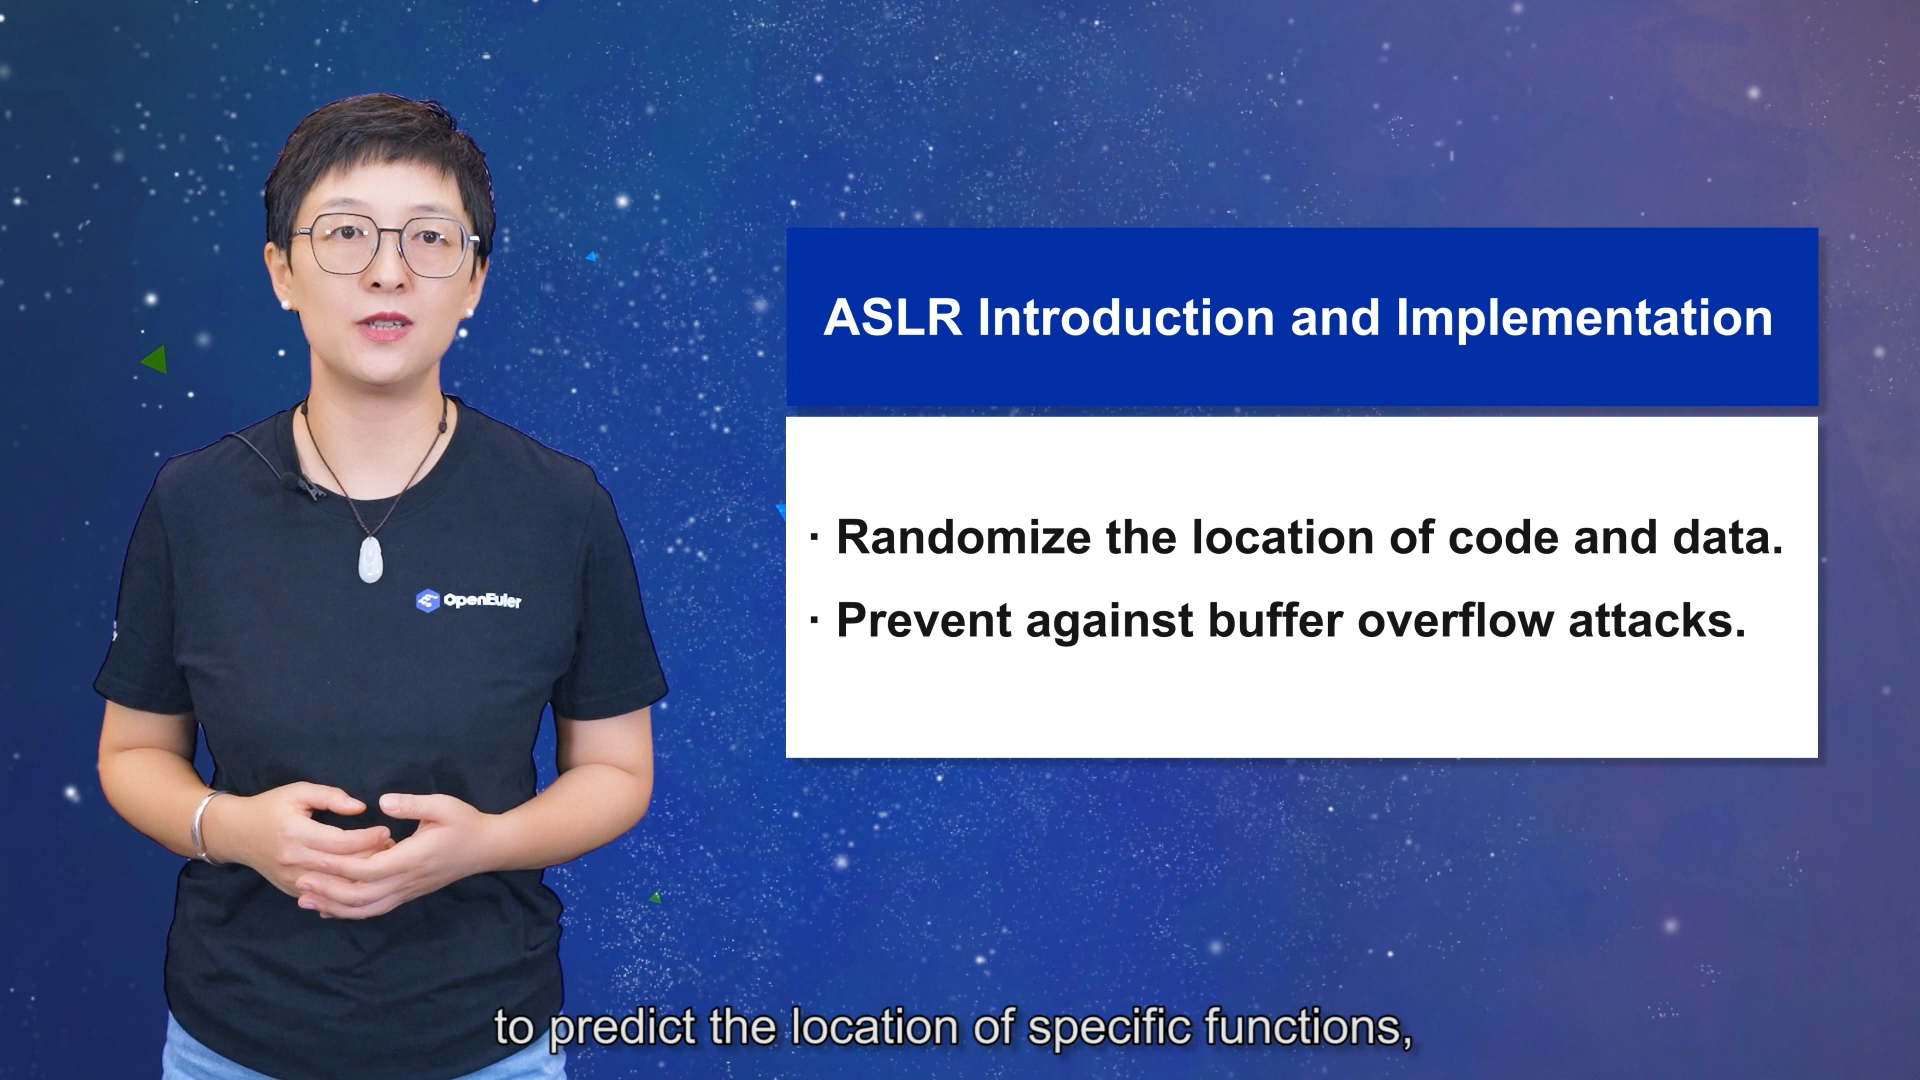 ASLR Introduction and Implementation
· Randomize the location of code and data.
· Prevent against buffer overflow attacks.
OpenEuler
to predict the location of specific functions,